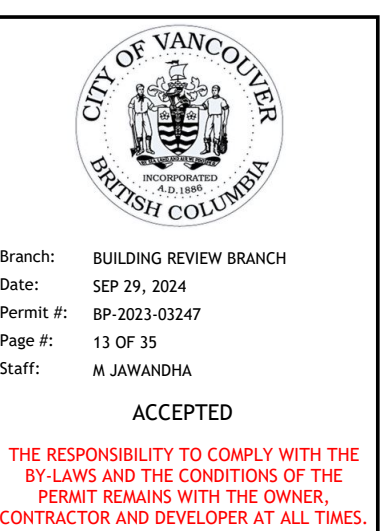 CITY OF VANCOUVER
INCORPORATED
A.D. 1886
BRITISH COLUMBIA
Branch: BUILDING REVIEW BRANCH
Date: SEP 29, 2024
Permit #: BP-2023-03247
Page #: 13 OF 35
Staff: M JAWANDHA
ACCEPTED
THE RESPONSIBILITY TO COMPLY WITH THE
BY-LAWS AND THE CONDITIONS OF THE
PERMIT REMAINS WITH THE OWNER,
CONTRACTOR AND DEVELOPER AT ALL TIMES.